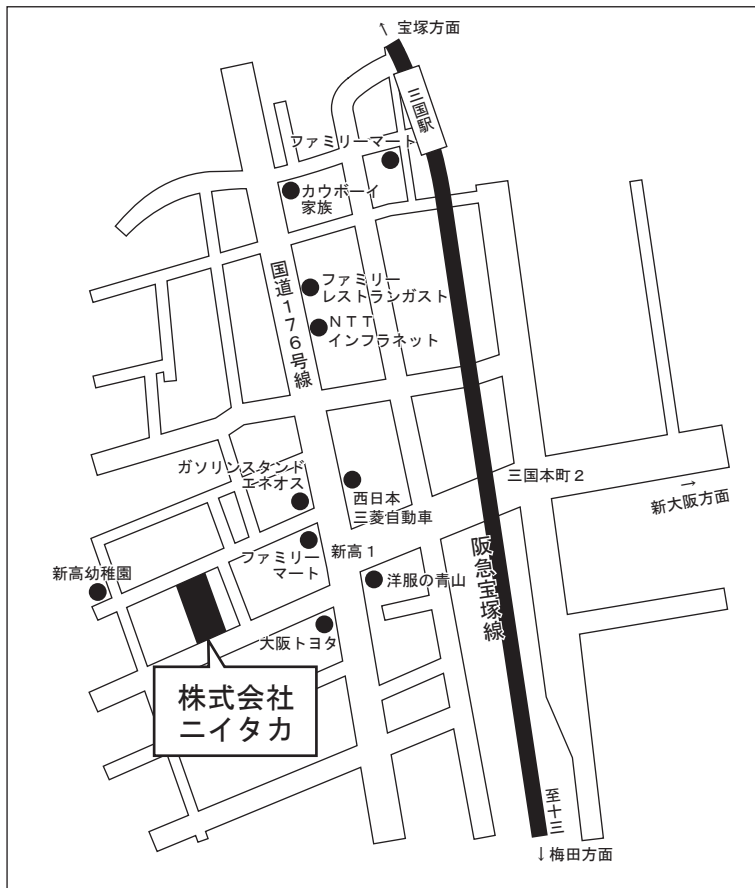 ↑ 宝塚方面
三国駅
ファミリーマート
カウボーイ
家族
国道176号線
ファミリー
レストランガスト
NTT
インフラネット
ガソリンスタンド
エネオス
西日本
三菱自動車
三国本町2
→
新大阪方面
新高1
ファミリー
マート
新高幼稚園
洋服の青山
阪急宝塚線
大阪トヨタ
株式会社
ニイタカ
至十三
↓梅田方面